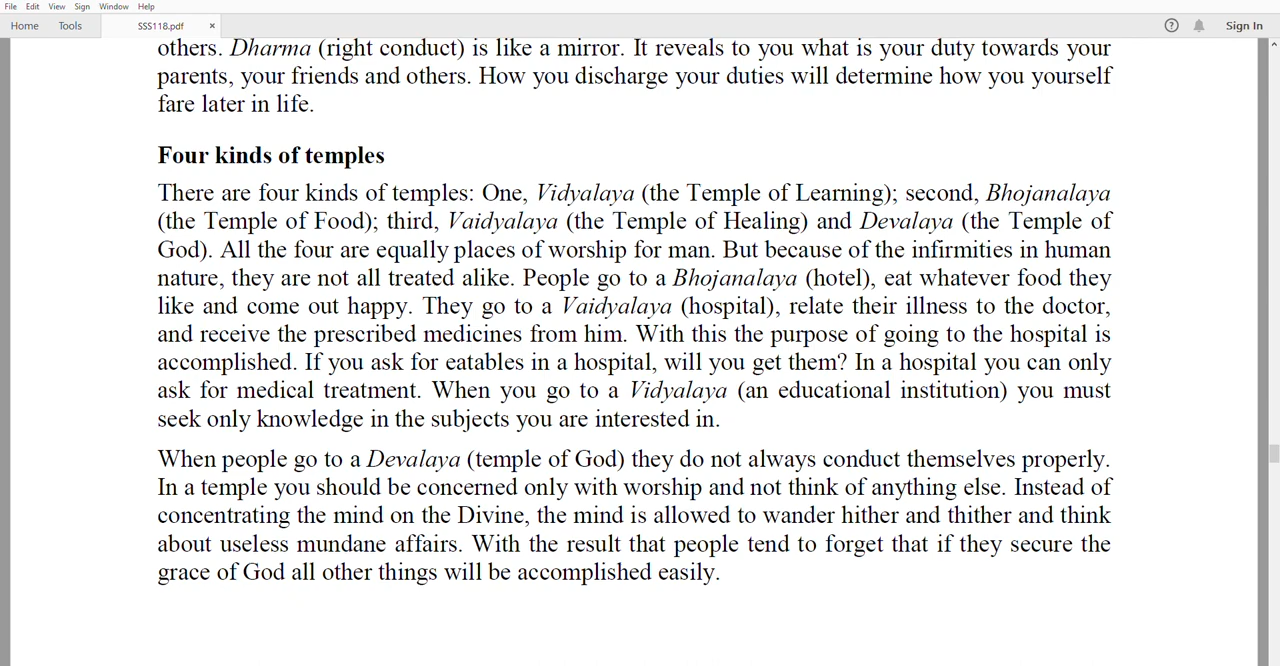 File Edit View Sign Window Help
Home Tools SSS118.pdf × ? Sign In
others. Dharma (right conduct) is like a mirror. It reveals to you what is your duty towards your
parents, your friends and others. How you discharge your duties will determine how you yourself
fare later in life.
Four kinds of temples
There are four kinds of temples: One, Vidyalaya (the Temple of Learning); second, Bhojanalaya
(the Temple of Food); third, Vaidyalaya (the Temple of Healing) and Devalaya (the Temple of
God). All the four are equally places of worship for man. But because of the infirmities in human
nature, they are not all treated alike. People go to a Bhojanalaya (hotel), eat whatever food they
like and come out happy. They go to a Vaidyalaya (hospital), relate their illness to the doctor,
and receive the prescribed medicines from him. With this the purpose of going to the hospital is
accomplished. If you ask for eatables in a hospital, will you get them? In a hospital you can only
ask for medical treatment. When you go to a Vidyalaya (an educational institution) you must
seek only knowledge in the subjects you are interested in.
When people go to a Devalaya (temple of God) they do not always conduct themselves properly.
In a temple you should be concerned only with worship and not think of anything else. Instead of
concentrating the mind on the Divine, the mind is allowed to wander hither and thither and think
about useless mundane affairs. With the result that people tend to forget that if they secure the
grace of God all other things will be accomplished easily.